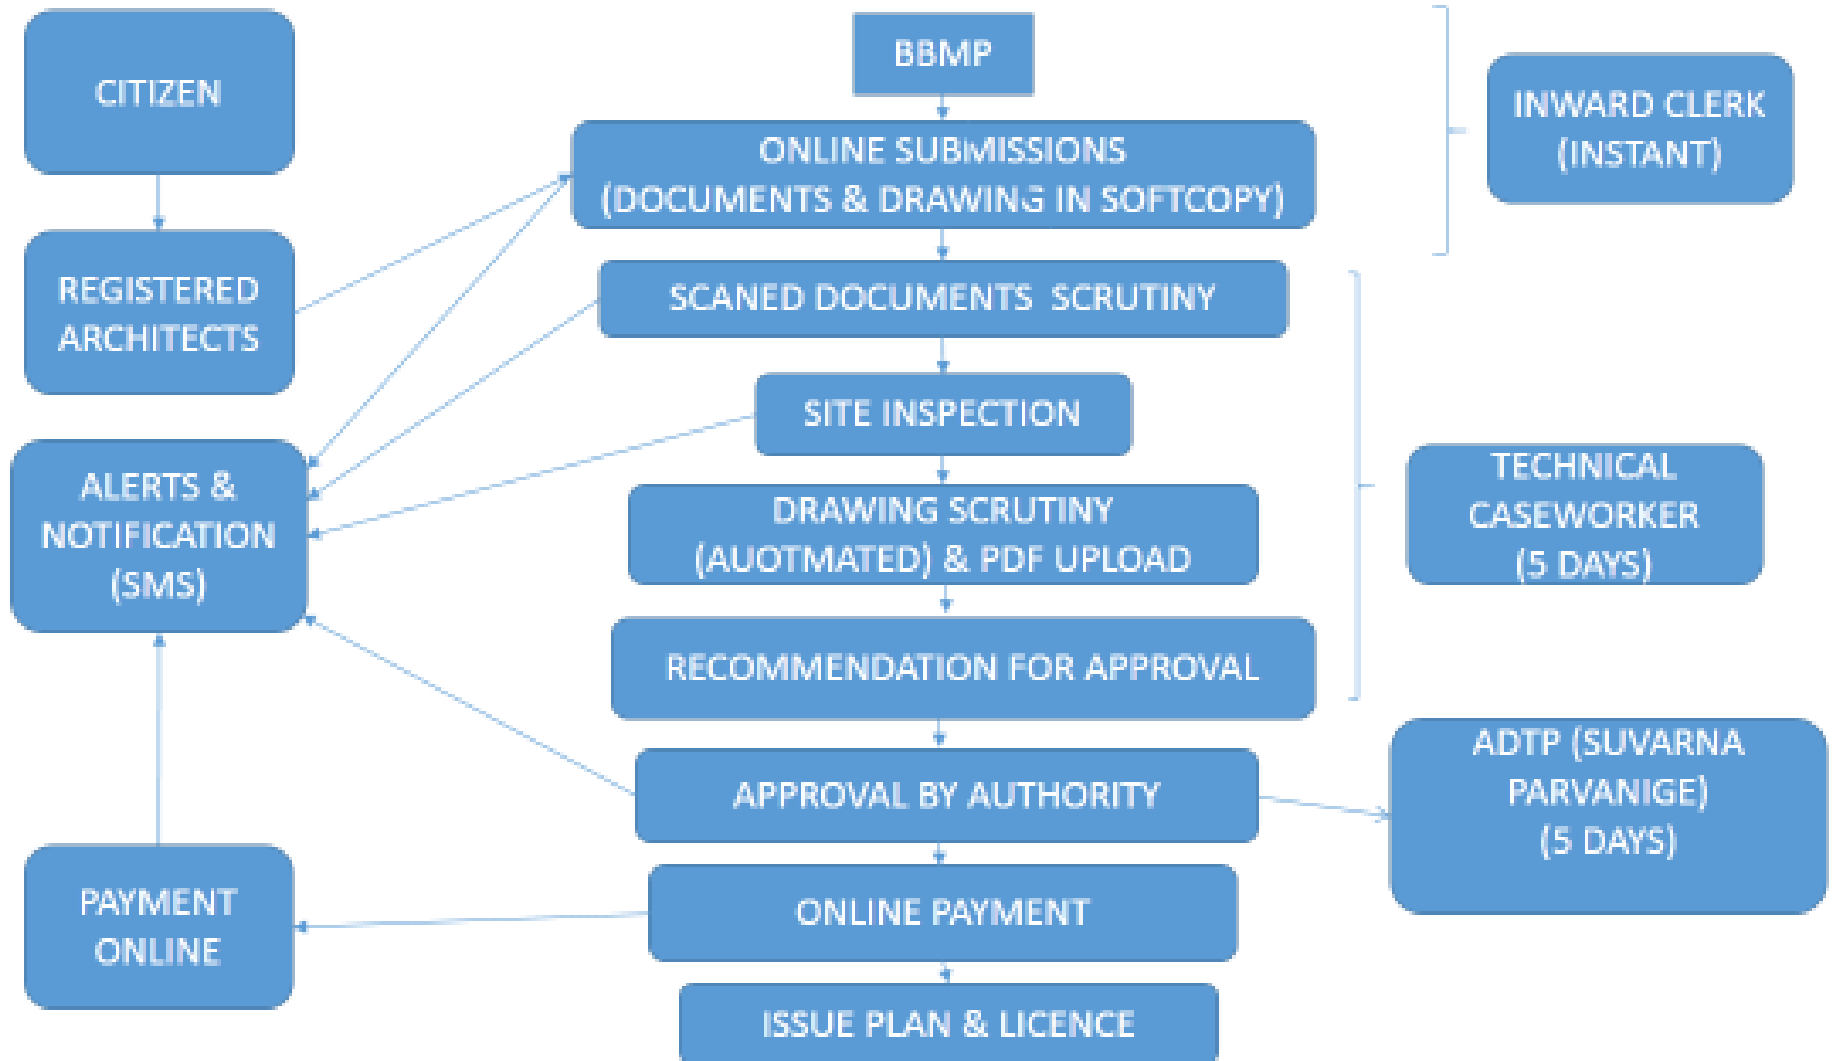 CITIZEN
REGISTERED
ARCHITECTS
ALERTS &
NOTIFICATION
(SMS)
PAYMENT
ONLINE
BBMP
ONLINE SUBMISSIONS
(DOCUMENTS & DRAWING IN SOFTCOPY)
SCANED DOCUMENTS SCRUTINY
SITE INSPECTION
DRAWING SCRUTINY
(AUOTMATED) & PDF UPLOAD
RECOMMENDATION FOR APPROVAL
APPROVAL BY AUTHORITY
ONLINE PAYMENT
ISSUE PLAN & LICENCE
INWARD CLERK
(INSTANT)
TECHNICAL
CASEWORKER
(5 DAYS)
ADTP (SUVARNA
PARVANIGE)
(5 DAYS)